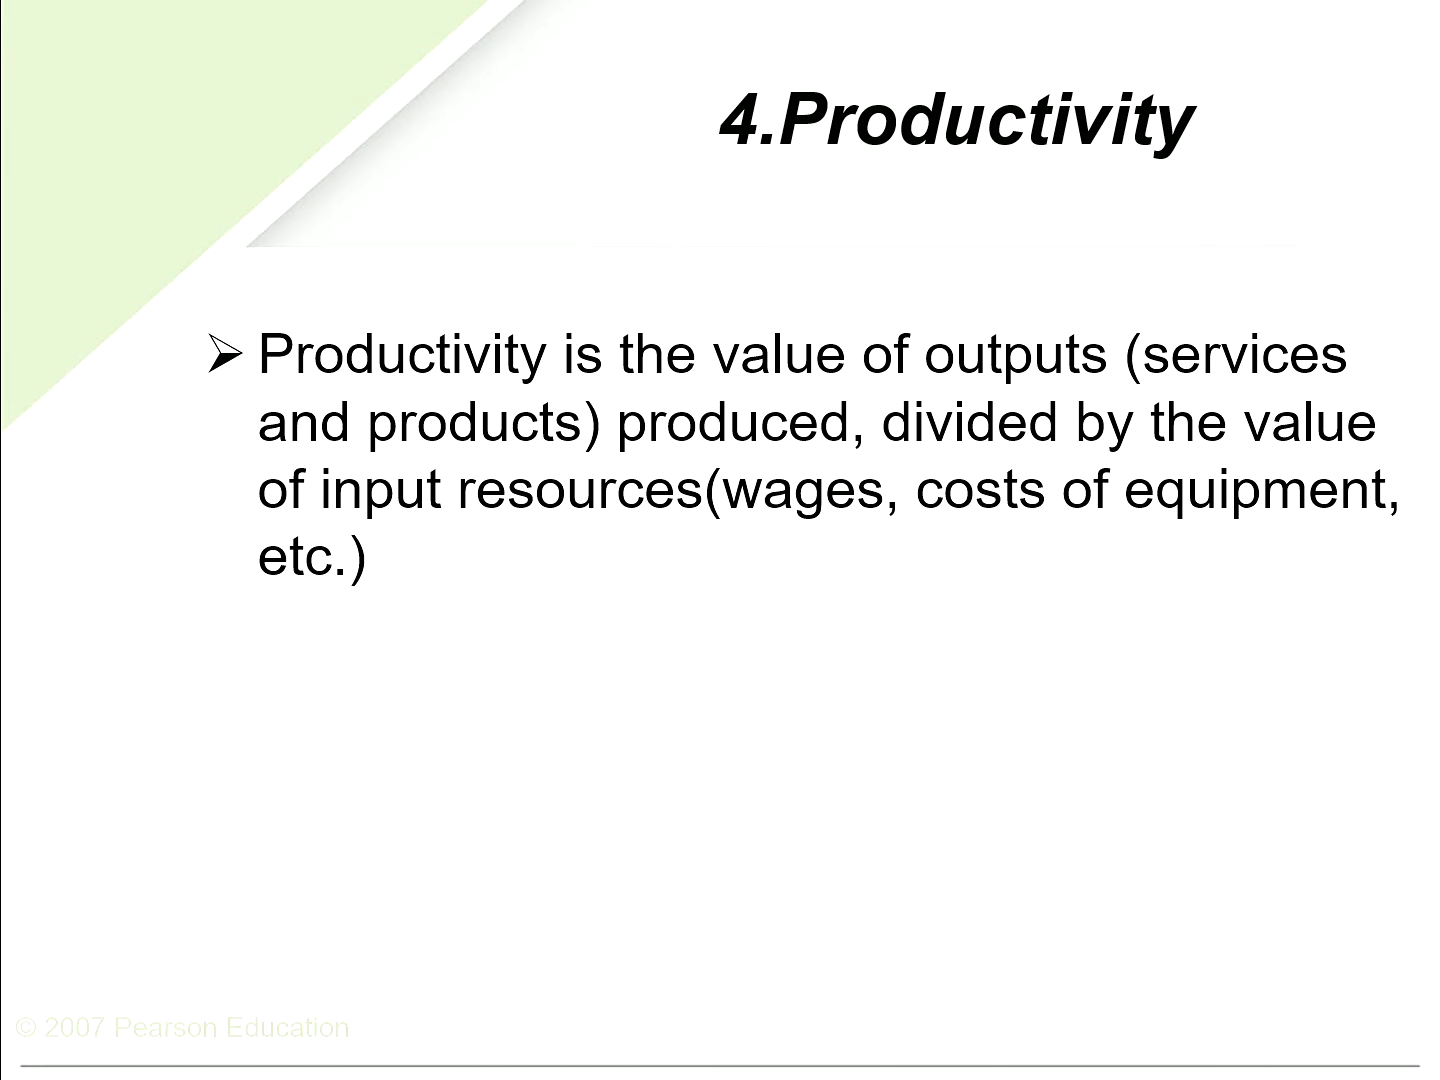 4.Productivity
➢ Productivity is the value of outputs (services
and products) produced, divided by the value
of input resources(wages, costs of equipment,
etc.)
© 2007 Pearson Education